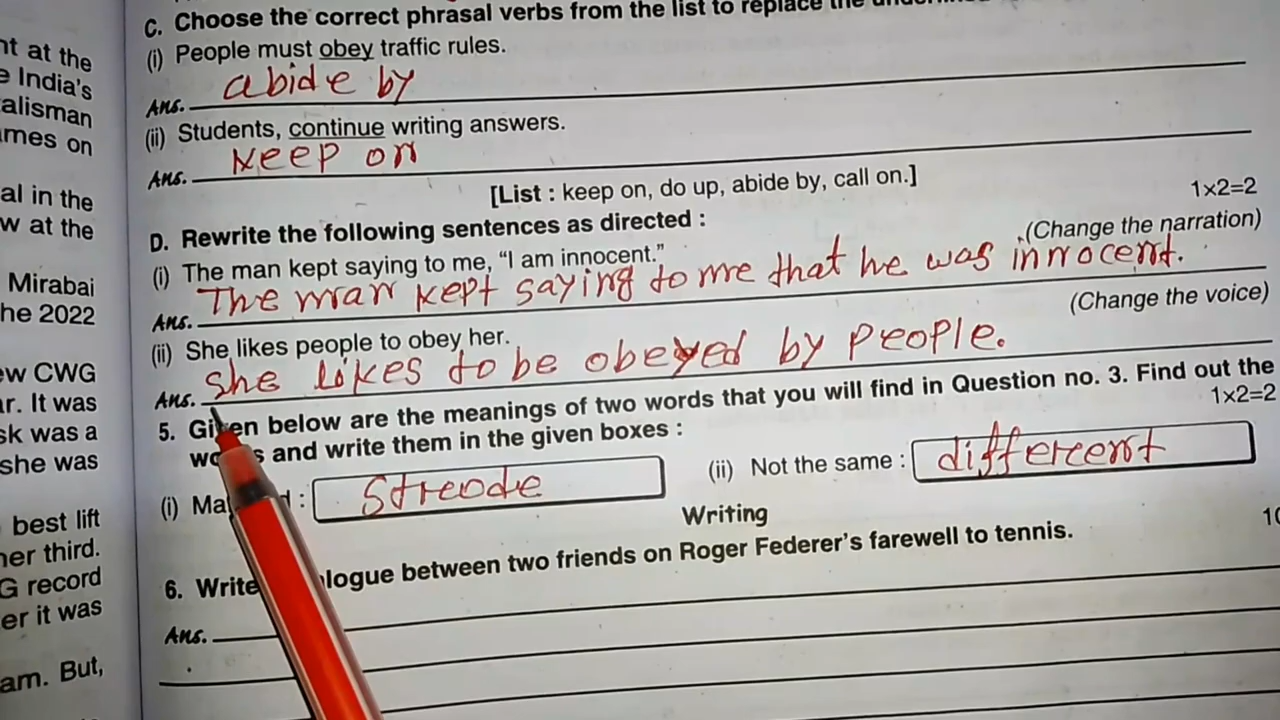 C. Choose the correct phrasal verbs from the list to replace the
nt at the
(i) People must obey traffic rules.
e India's
abide by
alisman
Ans.
mes on
(ii) Students, continue writing answers.
keep on
Ans.
[List : keep on, do up, abide by, call on.]
al in the
1x2=2
w at the
D. Rewrite the following sentences as directed :
(Change the narration)
(i) The man kept saying to me, "I am innocent."
Mirabai
The man kept saying to me that he was innocent.
he 2022
Ans.
(Change the voice)
(ii) She likes people to obey her.
ew CWG
She likes to be obeyed by people.
ar. It was
Ans.
5. Given below are the meanings of two words that you will find in Question no. 3. Find out the
sk was a
1x2=2
and write them in the given boxes :
she was
(i) Ma :
Strode
(ii) Not the same :
different
best lift
Writing
10
her third.
6. Write logue between two friends on Roger Federer's farewell to tennis.
G record
er it was
Ans.
am. But,